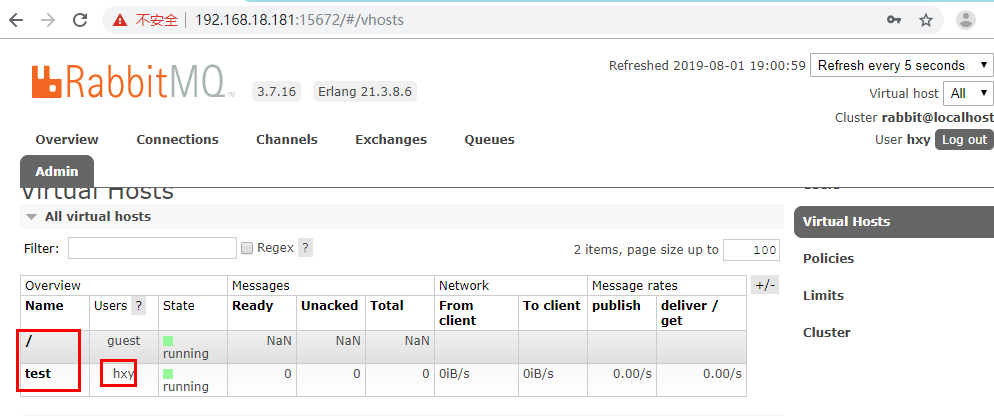 不安全 | 192.168.18.181:15672/#/vhosts
RabbitMQ TM 3.7.16 Erlang 21.3.8.6
Refreshed 2019-08-01 19:00:59 Refresh every 5 seconds
Virtual host All
Cluster rabbit@localhost
User hxy Log out
Overview Connections Channels Exchanges Queues
Admin
Virtual Hosts
All virtual hosts
Filter: Regex ? 2 items, page size up to 100
Overview Messages Network Message rates +/-
Name Users ? State Ready Unacked Total From client To client publish deliver / get
/ guest running NaN NaN NaN
test hxy running 0 0 0 0iB/s 0iB/s 0.00/s 0.00/s
Users
Virtual Hosts
Policies
Limits
Cluster